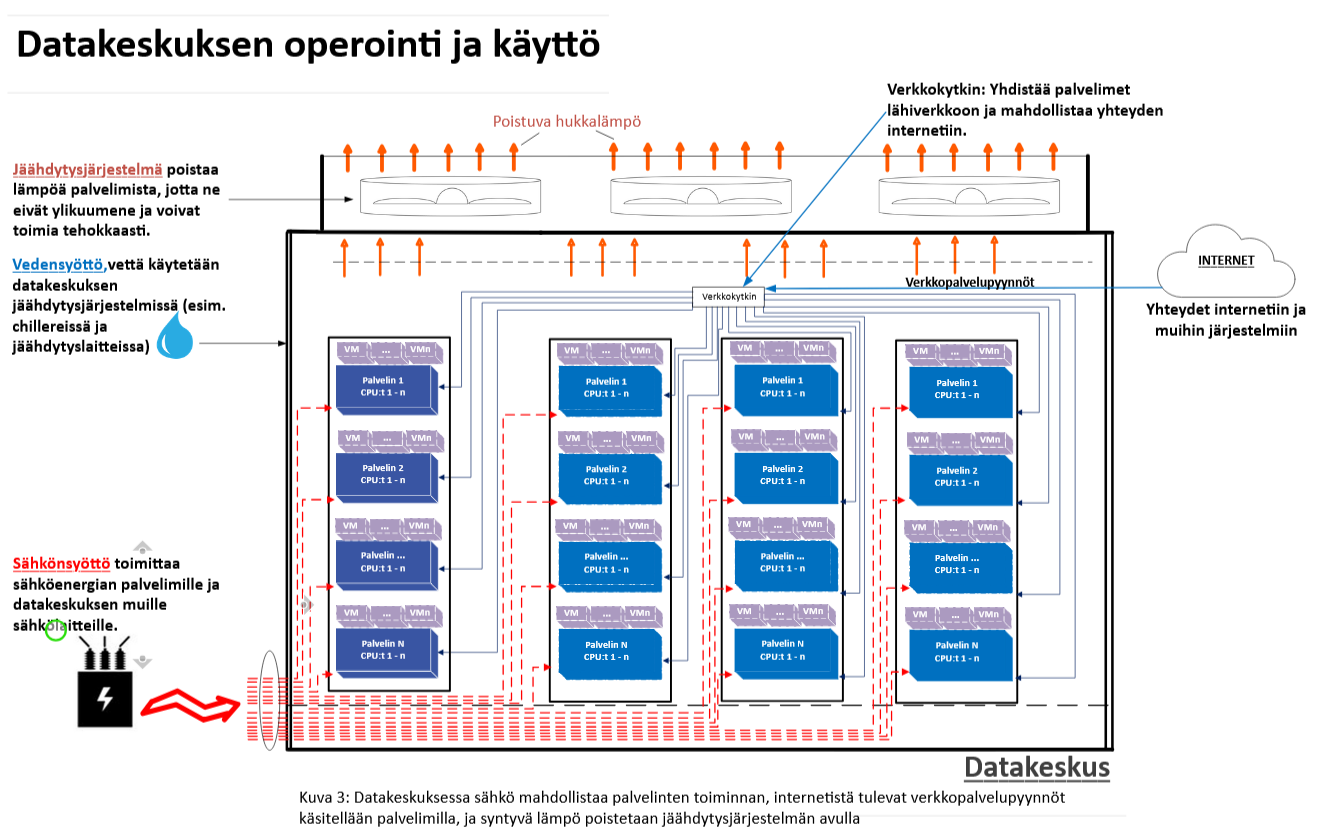 Datakeskuksen operointi ja käyttö
Verkkokytkin: Yhdistää palvelimet
lähiverkkoon ja mahdollistaa yhteyden
internetiin.
Poistuva hukkalämpö
Jäähdytysjärjestelmä poistaa
lämpöä palvelimista, jotta ne
eivät ylikuumene ja voivat
toimia tehokkaasti.
Vedensyöttö,vettä käytetään
datakeskuksen
jäähdytysjärjestelmissä (esim.
chillereissä ja
jäähdytyslaitteissa)
INTERNET
Verkkopalvelupyynnöt
Yhteydet internetiin ja
muihin järjestelmiin
Verkkokytkin
VM ... VMn
Palvelin 1
CPU:t 1 - n
VM ... VMn
Palvelin 2
CPU:t 1 - n
VM ... VMn
Palvelin ...
CPU:t 1 - n
VM ... VMn
Palvelin N
CPU:t 1 - n
VM ... VMn
Palvelin 1
CPU:t 1 - n
VM ... VMn
Palvelin 2
CPU:t 1 - n
VM ... VMn
Palvelin ...
CPU:t 1 - n
VM ... VMn
Palvelin N
CPU:t 1 - n
VM ... VMn
Palvelin 1
CPU:t 1 - n
VM ... VMn
Palvelin 2
CPU:t 1 - n
VM ... VMn
Palvelin ...
CPU:t 1 - n
VM ... VMn
Palvelin N
CPU:t 1 - n
VM ... VMn
Palvelin 1
CPU:t 1 - n
VM ... VMn
Palvelin 2
CPU:t 1 - n
VM ... VMn
Palvelin ...
CPU:t 1 - n
VM ... VMn
Palvelin N
CPU:t 1 - n
Sähkönsyöttö toimittaa
sähköenergian palvelimille ja
datakeskuksen muille
sähkölaitteille.
Datakeskus
Kuva 3: Datakeskuksessa sähkö mahdollistaa palvelinten toiminnan, internetistä tulevat verkkopalvelupyynnöt
käsitellään palvelimilla, ja syntyvä lämpö poistetaan jäähdytysjärjestelmän avulla